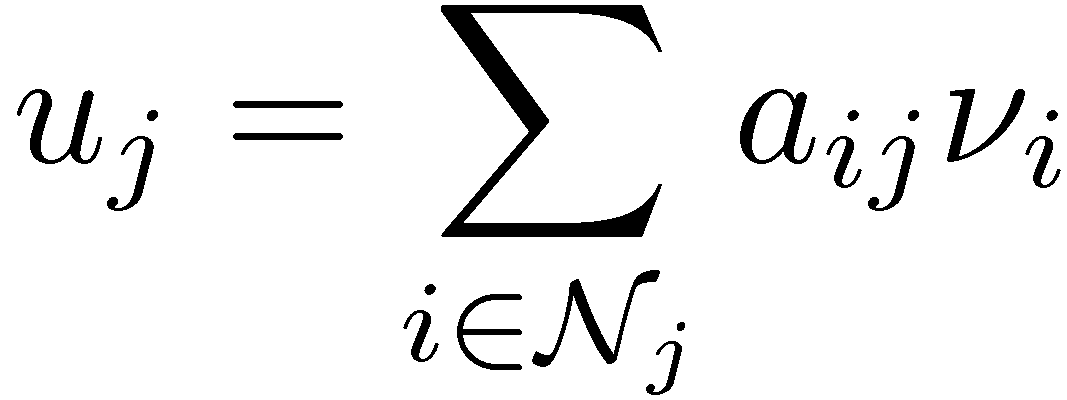 u_j = \sum_{i \in \mathcal{N}_j} a_{ij} \nu_i